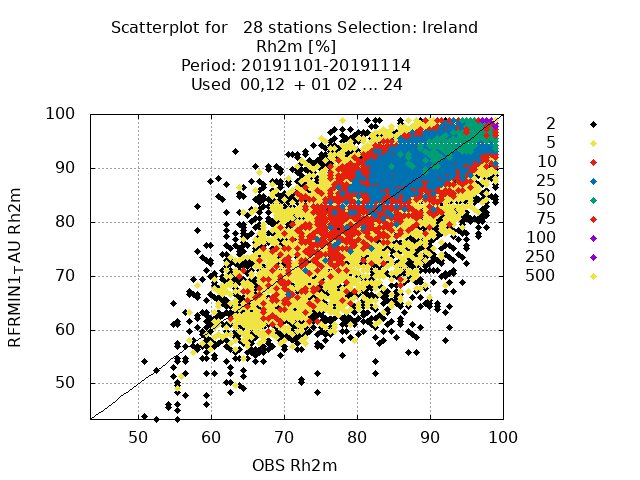 Scatterplot for   28 stations Selection: Ireland
Rh2m [%]
Period: 20191101-20191114
Used  00,12  + 01 02 ... 24
100
90
80
70
60
50
RFRMIN1_T AU Rh2m
50 60 70 80 90 100
OBS Rh2m
2
5
10
25
50
75
100
250
500